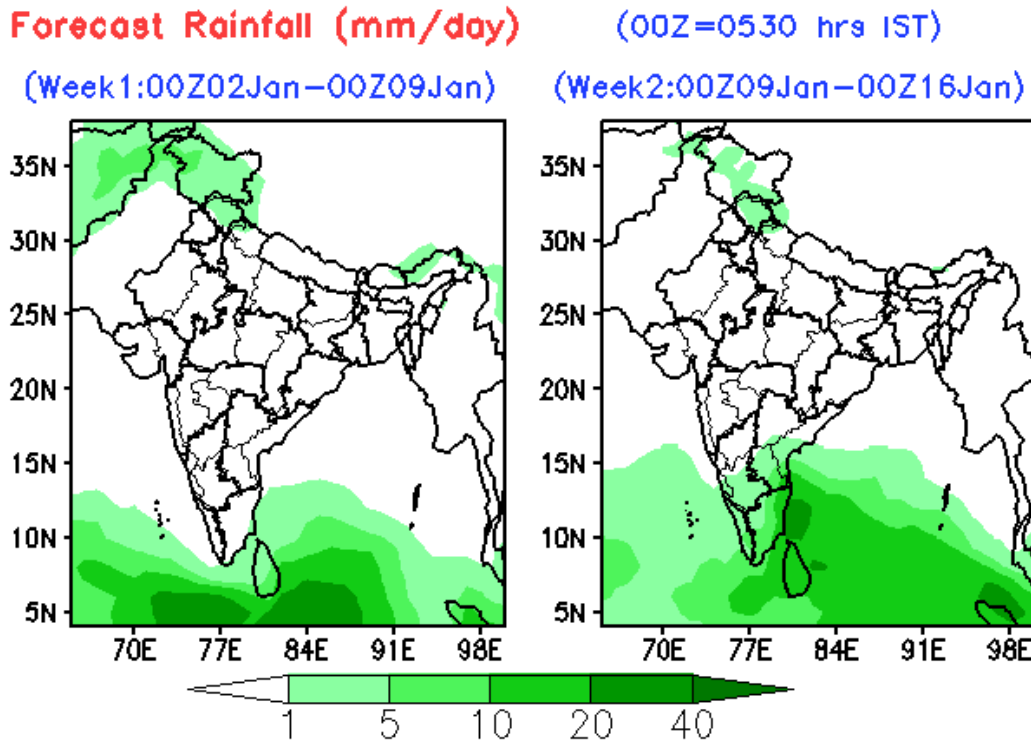 Forecast Rainfall (mm/day) (00Z=0530 hrs IST)
(Week1:00Z02Jan−00Z09Jan) (Week2:00Z09Jan−00Z16Jan)
35N 35N
30N 30N
25N 25N
20N 20N
15N 15N
10N 10N
5N 5N
70E 77E 84E 91E 98E 70E 77E 84E 91E 98E
1 5 10 20 40